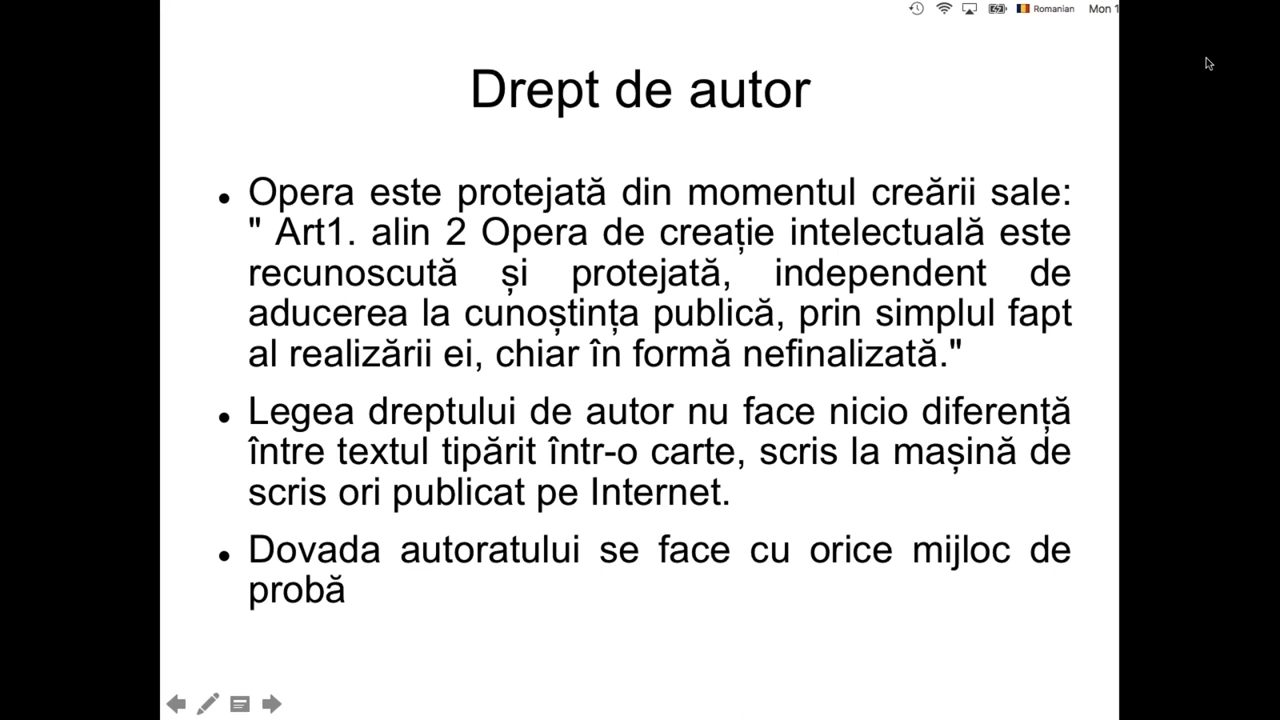 Romanian Mon 1
Drept de autor
• Opera este protejată din momentul creării sale:
" Art1. alin 2 Opera de creație intelectuală este
recunoscută și protejată, independent de
aducerea la cunoștința publică, prin simplul fapt
al realizării ei, chiar în formă nefinalizată."
• Legea dreptului de autor nu face nicio diferență
între textul tipărit într-o carte, scris la mașină de
scris ori publicat pe Internet.
• Dovada autoratului se face cu orice mijloc de
probă